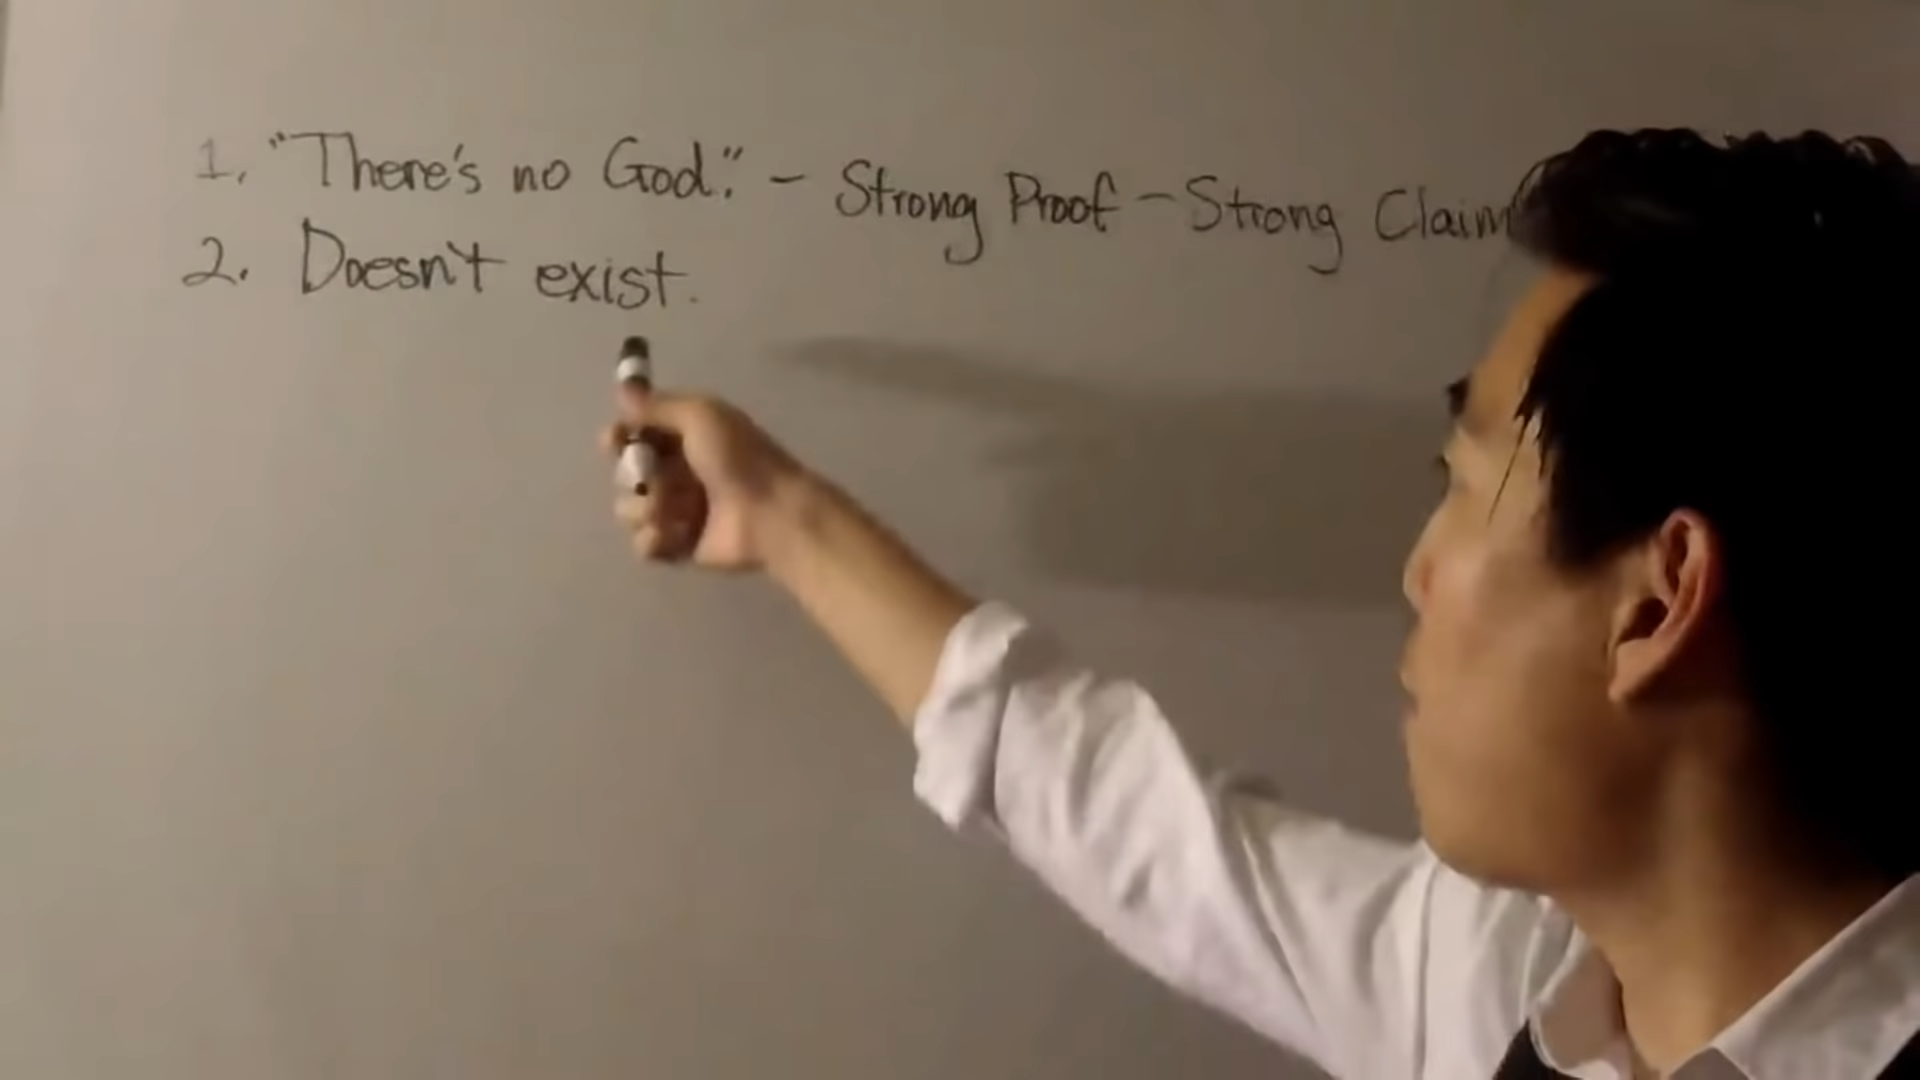 1. "There's no God." - Strong Proof - Strong Claim
2. Doesn't exist.